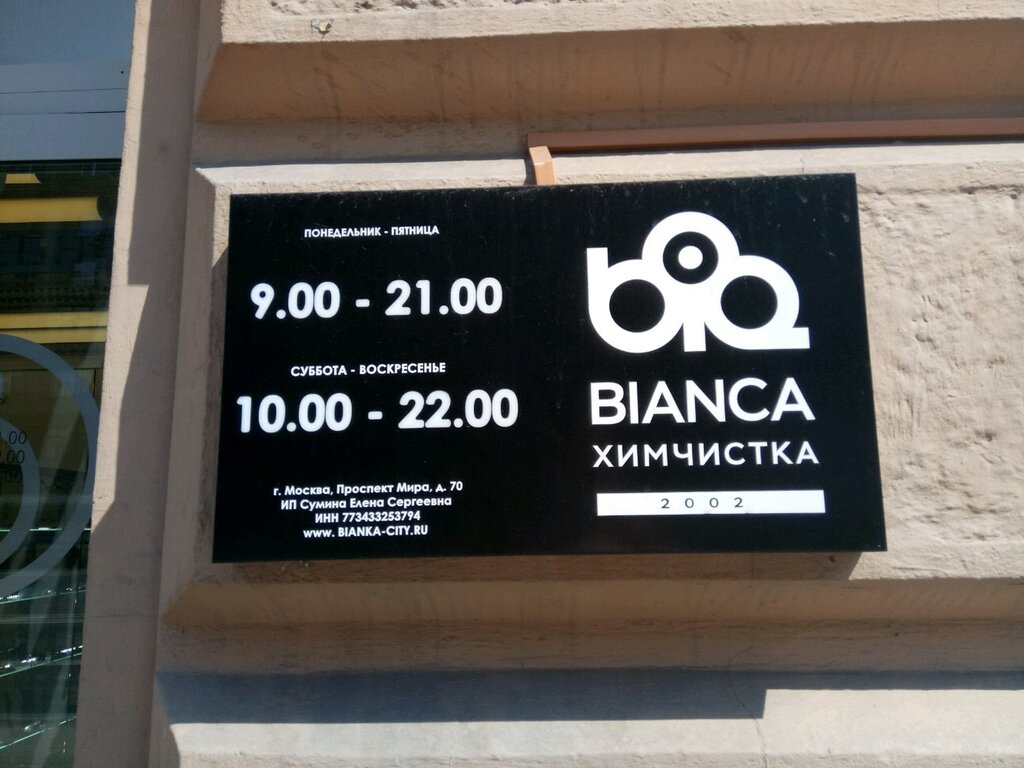 ПОНЕДЕЛЬНИК - ПЯТНИЦА
9.00 - 21.00
СУББОТА - ВОСКРЕСЕНЬЕ
10.00 - 22.00
г. Москва, Проспект Мира, д. 70
ИП Сумина Елена Сергеевна
ИНН 773433253794
www. BIANKA-CITY.RU
BIANCA
ХИМЧИСТКА
2002